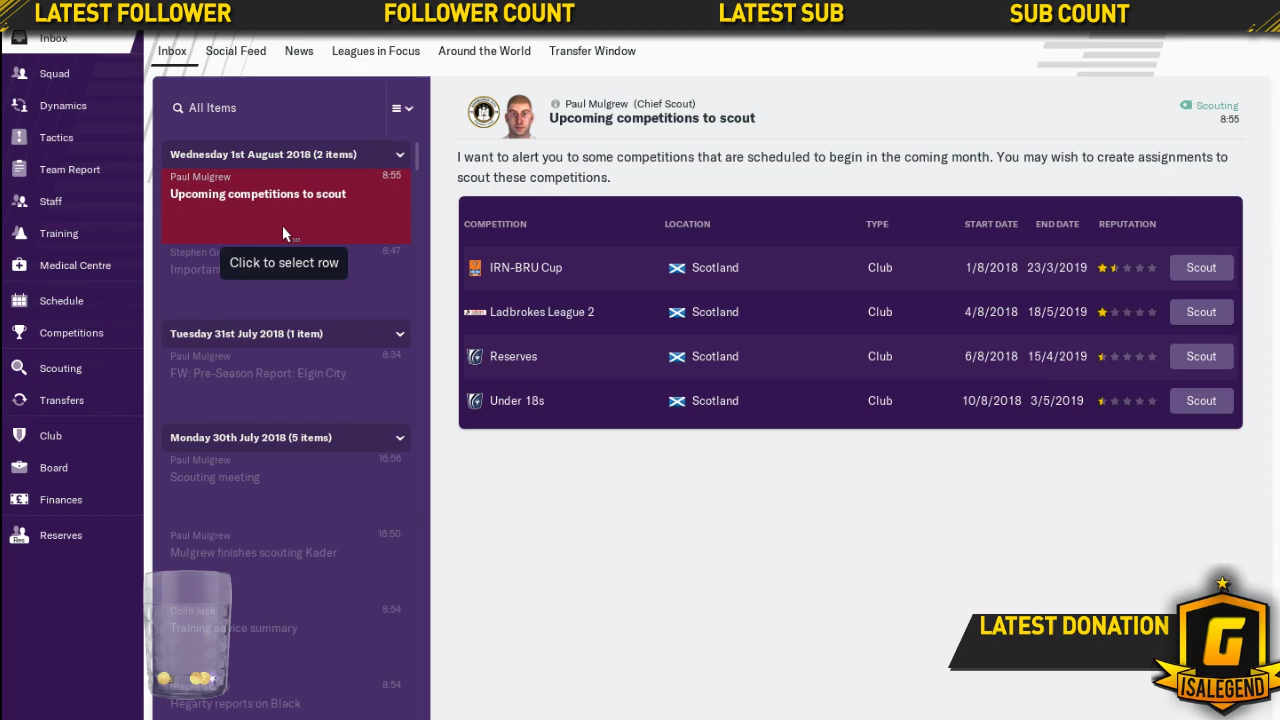 LATEST FOLLOWER
FOLLOWER COUNT
LATEST SUB
SUB COUNT
Inbox
Squad
Dynamics
Tactics
Team Report
Staff
Training
Medical Centre
Schedule
Competitions
Scouting
Transfers
Club
Board
Finances
Res
Reserves
Inbox Social Feed News Leagues in Focus Around the World Transfer Window
All Items
Wednesday 1st August 2018 (2 items)
Paul Mulgrew 8:55
Upcoming competitions to scout
Stephen 8:47
Click to select row
Tuesday 31st July 2018 (1 item)
Paul Mulgrew 8:34
FW: Pre-Season Report: Elgin City
Monday 30th July 2018 (5 items)
Paul Mulgrew 16:56
Scouting meeting
Paul Mulgrew 16:50
Mulgrew finishes scouting Kader
Colin Jack 8:54
Training advice summary
8:54
Hegarty reports on Black
Paul Mulgrew (Chief Scout)
Upcoming competitions to scout
Scouting
8:55
I want to alert you to some competitions that are scheduled to begin in the coming month. You may wish to create assignments to
scout these competitions.
COMPETITION LOCATION TYPE START DATE END DATE REPUTATION
IRN-BRU Cup Scotland Club 1/8/2018 23/3/2019 Scout
Ladbrokes League 2 Scotland Club 4/8/2018 18/5/2019 Scout
Reserves Scotland Club 6/8/2018 15/4/2019 Scout
Under 18s Scotland Club 10/8/2018 3/5/2019 Scout
LATEST DONATION
G
ISALEGEND